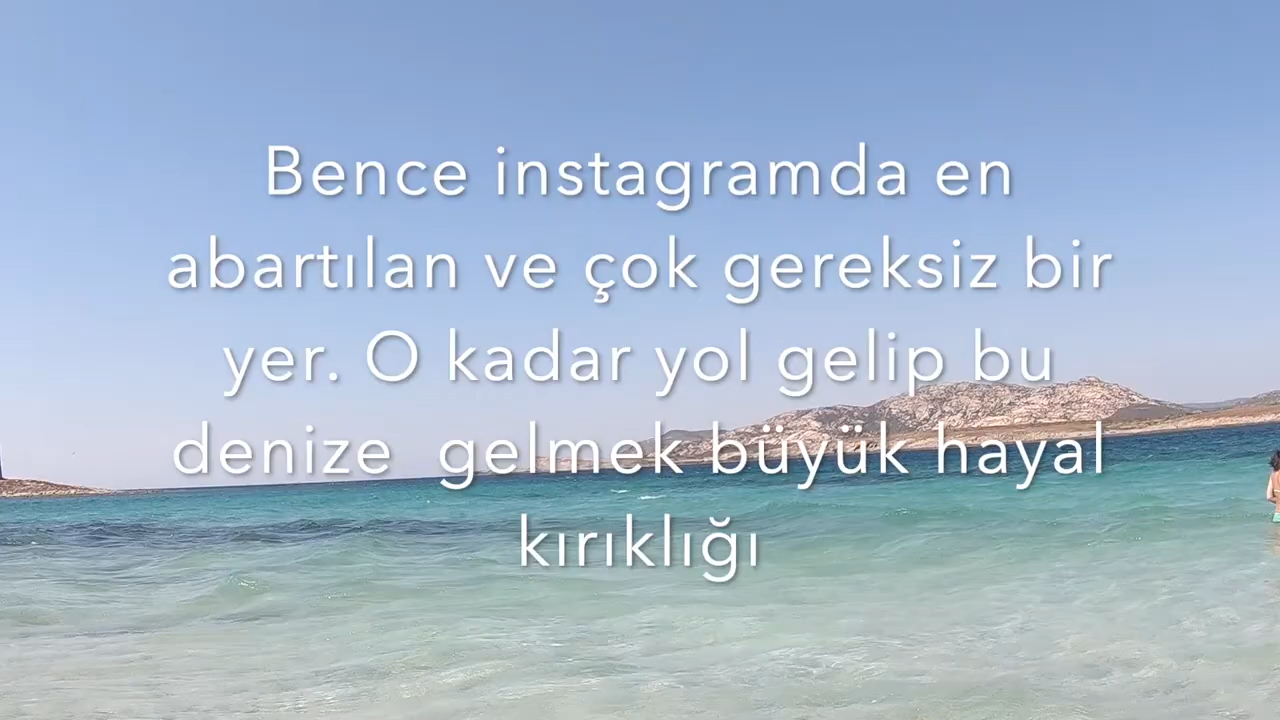 Bence instagramda en
abartılan ve çok gereksiz bir
yer. O kadar yol gelip bu
denize  gelmek büyük hayal
kırıklığı